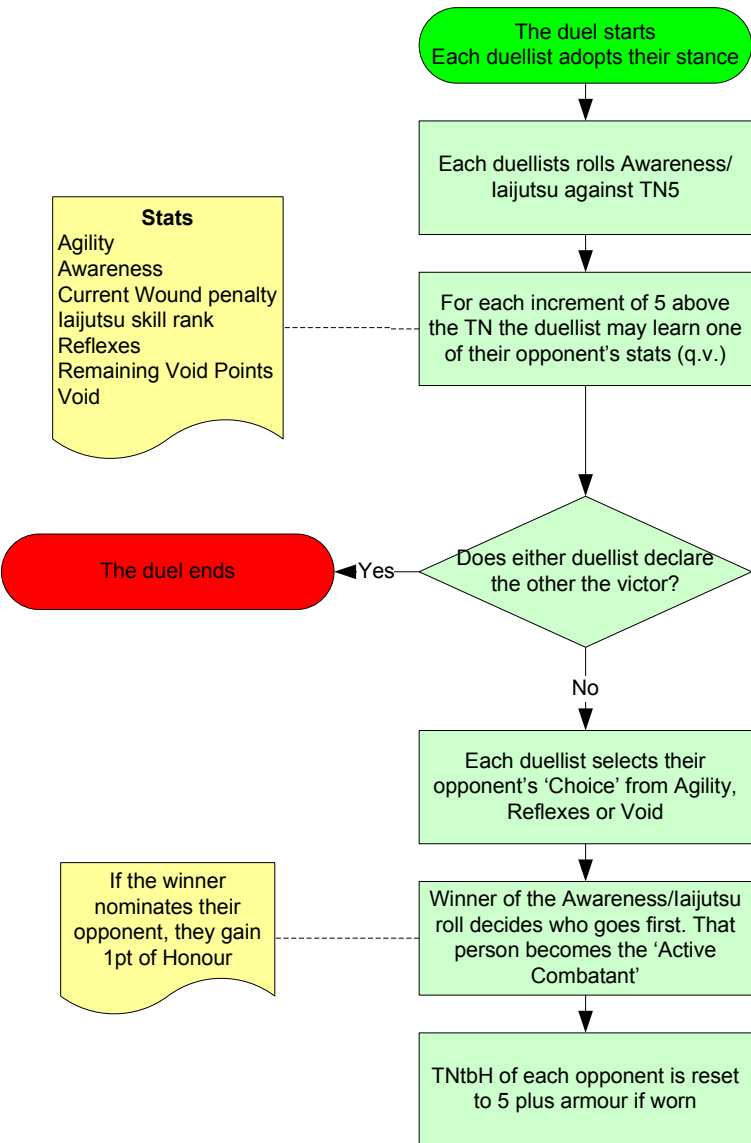 The duel starts
Each duellist adopts their stance
Each duellists rolls Awareness/
Iaijutsu against TN5
Stats
Agility
Awareness
Current Wound penalty
Iaijutsu skill rank
Reflexes
Remaining Void Points
Void
For each increment of 5 above
the TN the duellist may learn one
of their opponent's stats (q.v.)
Does either duellist declare
the other the victor?
Yes
The duel ends
No
Each duellist selects their
opponent's 'Choice' from Agility,
Reflexes or Void
If the winner
nominates their
opponent, they gain
1pt of Honour
Winner of the Awareness/Iaijutsu
roll decides who goes first. That
person becomes the 'Active
Combatant'
TNtbH of each opponent is reset
to 5 plus armour if worn